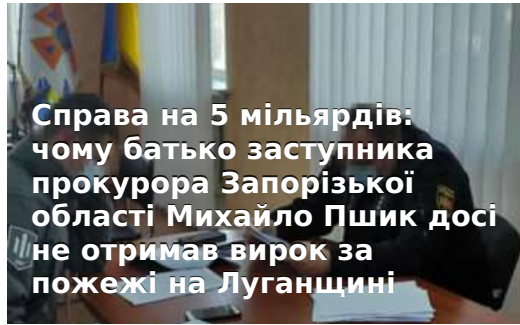 Справа на 5 мільярдів:
чому батько заступника
прокурора Запорізької
області Михайло Пшик досі
не отримав вирок за
пожежі на Луганщині